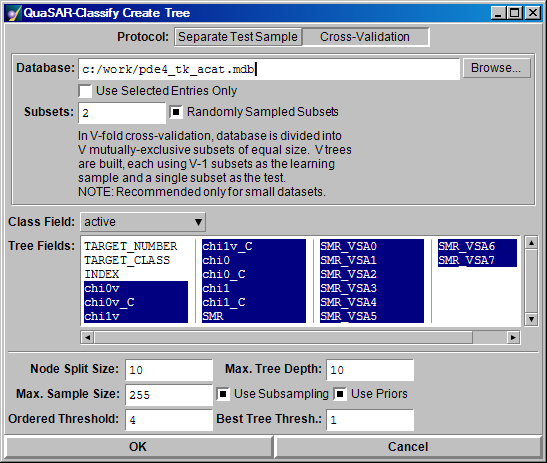 QuaSAR-Classify Create Tree
Protocol: Separate Test Sample Cross-Validation
Database: c:/work/pde4_tk_acat.mdb Browse...
Use Selected Entries Only
Subsets: 2 Randomly Sampled Subsets
In V-fold cross-validation, database is divided into
V mutually-exclusive subsets of equal size. V trees
are built, each using V-1 subsets as the learning
sample and a single subset as the test.
NOTE: Recommended only for small datasets.
Class Field: active
Tree Fields: TARGET_NUMBER chi1v_C SMR_VSA0 SMR_VSA6
TARGET_CLASS chi0 SMR_VSA1 SMR_VSA7
INDEX chi0_C SMR_VSA2
chi0v chi1 SMR_VSA3
chi0v_C chi1_C SMR_VSA4
chi1v SMR SMR_VSA5
Node Split Size: 10 Max. Tree Depth: 10
Max. Sample Size: 255 Use Subsampling Use Priors
Ordered Threshold: 4 Best Tree Thresh.: 1
OK Cancel